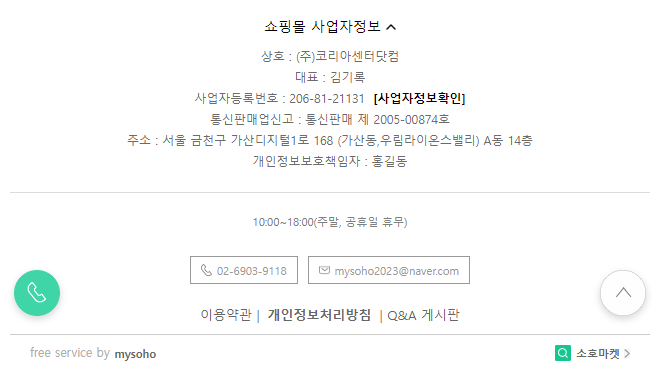 쇼핑몰 사업자정보
상호 : (주)코리아센터닷컴
대표 : 김기록
사업자등록번호 : 206-81-21131 [사업자정보확인]
통신판매업신고 : 통신판매 제 2005-00874호
주소 : 서울 금천구 가산디지털1로 168 (가산동,우림라이온스밸리) A동 14층
개인정보보호책임자 : 홍길동
10:00~18:00(주말, 공휴일 휴무)
02-6903-9118 mysoho2023@naver.com
이용약관 | 개인정보처리방침 | Q&A 게시판
free service by mysoho 소호마켓